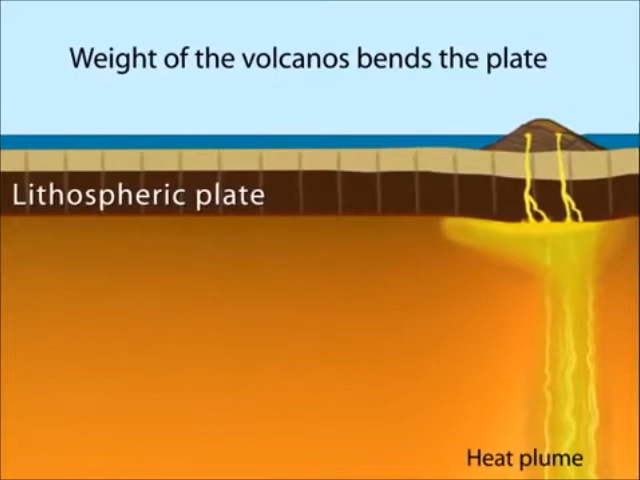 Weight of the volcanos bends the plate
Lithospheric plate
Heat plume